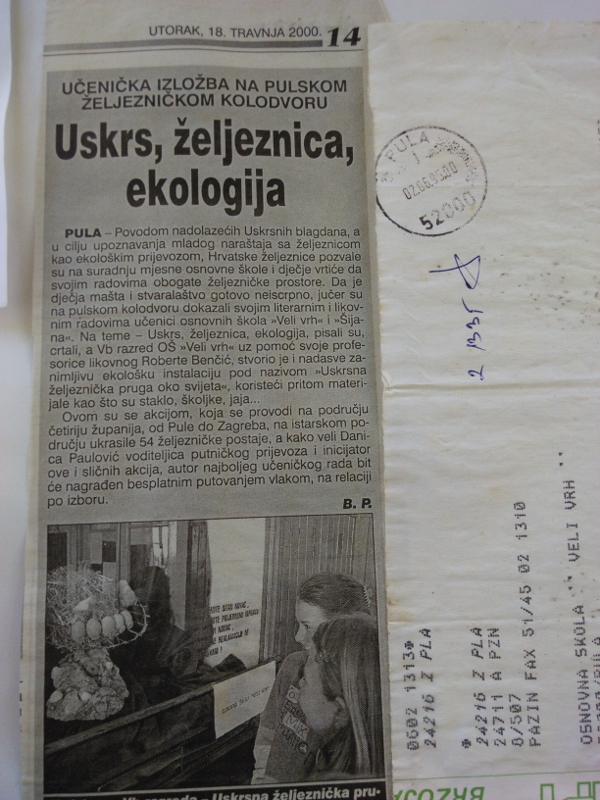 UTORAK, 18. TRAVNJA 2000. 14
UČENIČKA IZLOŽBA NA PULSKOM
ŽELJEZNIČKOM KOLODVORU
Uskrs, željeznica,
ekologija
PULA – Povodom nadolazećih Uskrsnih blagdana, a
u cilju upoznavanja mladog naraštaja sa željeznicom
kao ekološkim prijevozom, Hrvatske željeznice pozvale
su na suradnju mjesne osnovne škole i dječje vrtiće da
svojim radovima obogate željezničke prostore. Da je
dječja mašta i stvaralaštvo gotovo neiscrpno, jučer su
na pulskom kolodvoru dokazali svojim literarnim i likov-
nim radovima učenici osnovnih škola »Veli vrh« i »Šija-
na«. Na teme – Uskrs, željeznica, ekologija, pisali su,
crtali, a Vb razred OŠ »Veli vrh« uz pomoć svoje profe-
sorice likovnog Roberte Benčić, stvorio je i nadasve za-
nimljivu ekološku instalaciju pod nazivom »Uskrsna
željeznička pruga oko svijeta«, koristeći pritom materi-
jale kao što su staklo, školjke, jaja...
Ovom su se akcijom, koja se provodi na području
četiriju županija, od Pule do Zagreba, na istarskom po-
dručju ukrasile 54 željezničke postaje, a kako veli Dani-
ca Paulović voditeljica putničkog prijevoza i inicijator
ove i sličnih akcija, autor najboljeg učeničkog rada bit
će nagrađen besplatnim putovanjem vlakom, na relaciji
po izboru.
B. P.
razreda – Uskrsna željeznička pru-
PULA
52000
2 1335
0602 1313
24216 Z PLA
24216 Z PLA
24711 A PZN
8/507
PAZIN FAX 51/45 02 1310
OSNOVNA SKOLA '' VELI VRH ''
BRZOJA